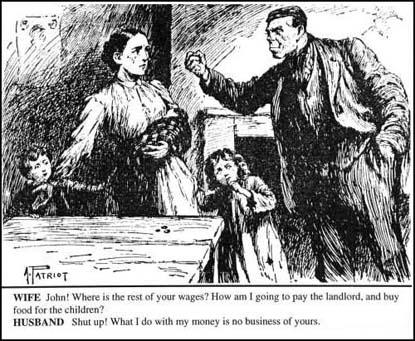 A. PATRIOT
WIFE John! Where is the rest of your wages? How am I going to pay the landlord, and buy
food for the children?
HUSBAND Shut up! What I do with my money is no business of yours.